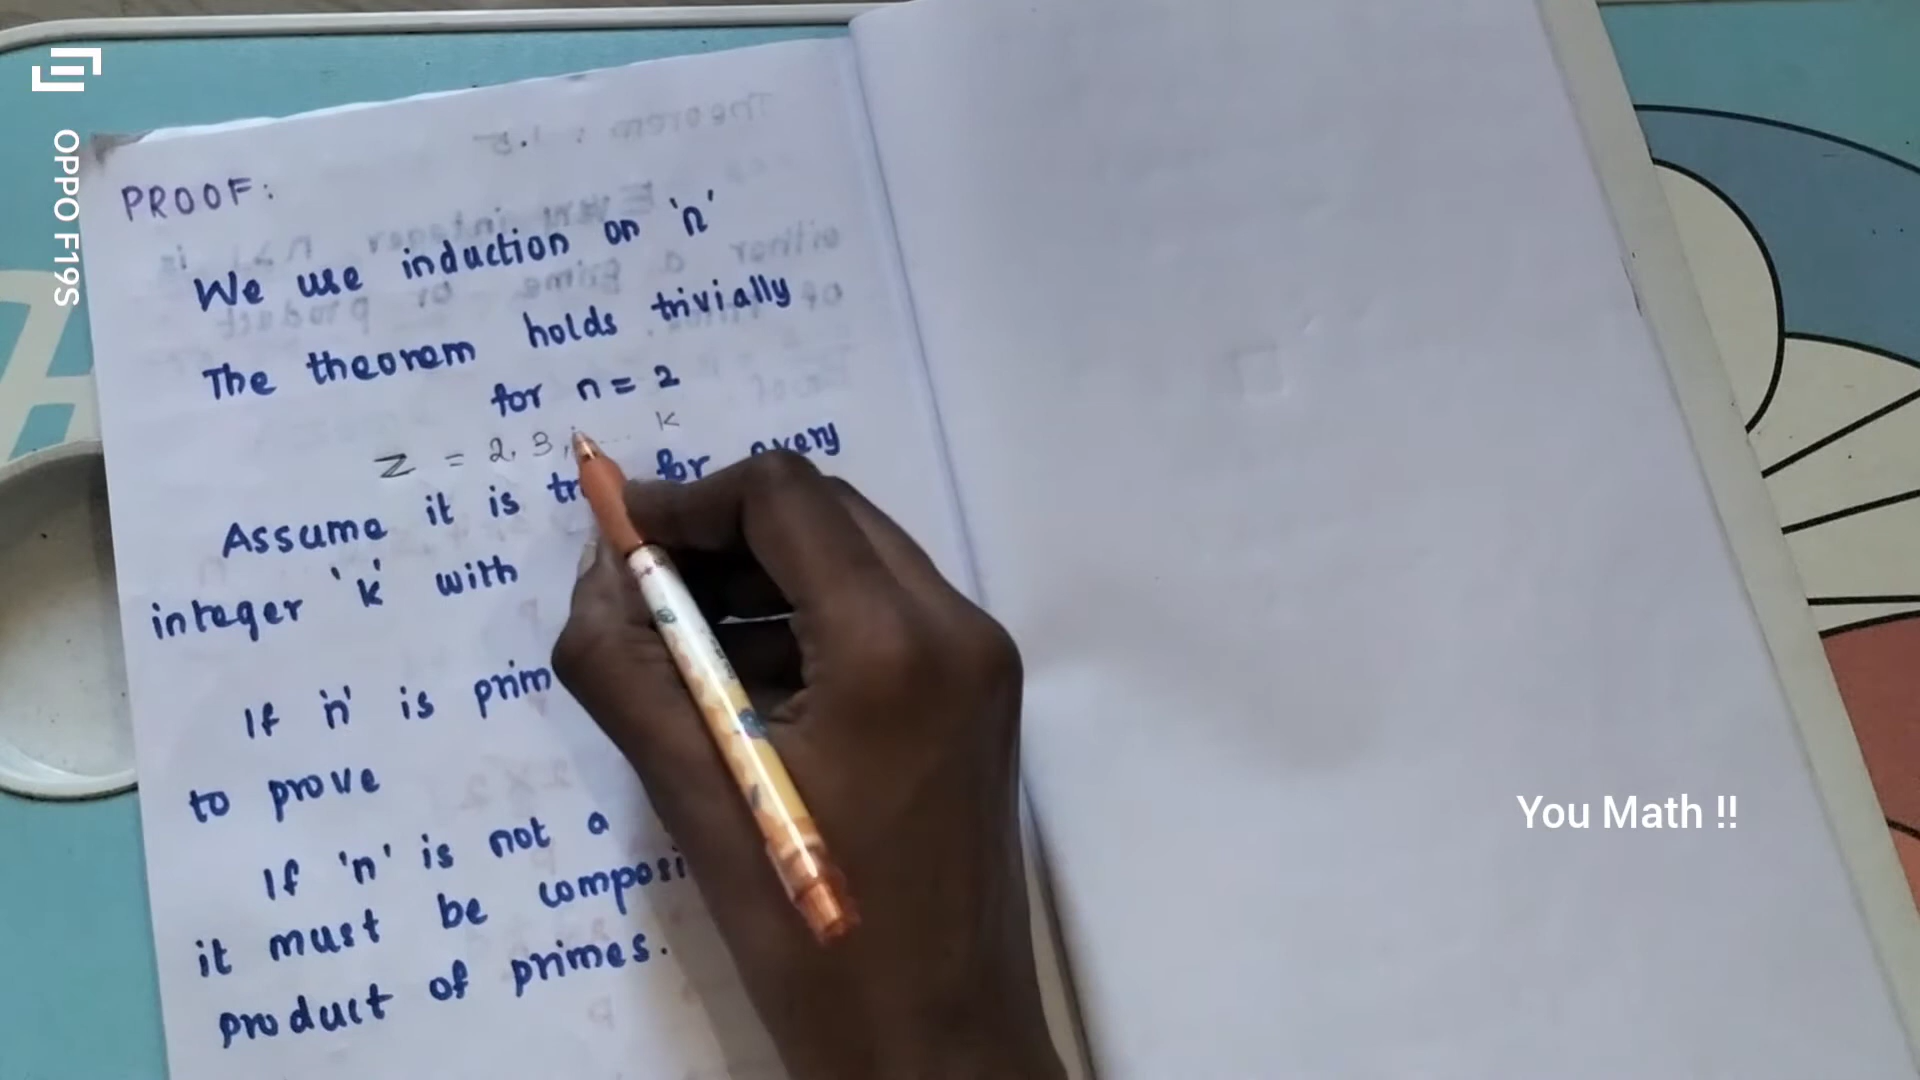 PROOF:
We use induction on 'n'
The theorem holds trivially
for n = 2
Z = 2, 3, .... k
Assume it is for every
integer 'k' with
If 'n' is
to prove
If 'n' is not a
it must be
product of primes.
OPPO F19S
You Math !!